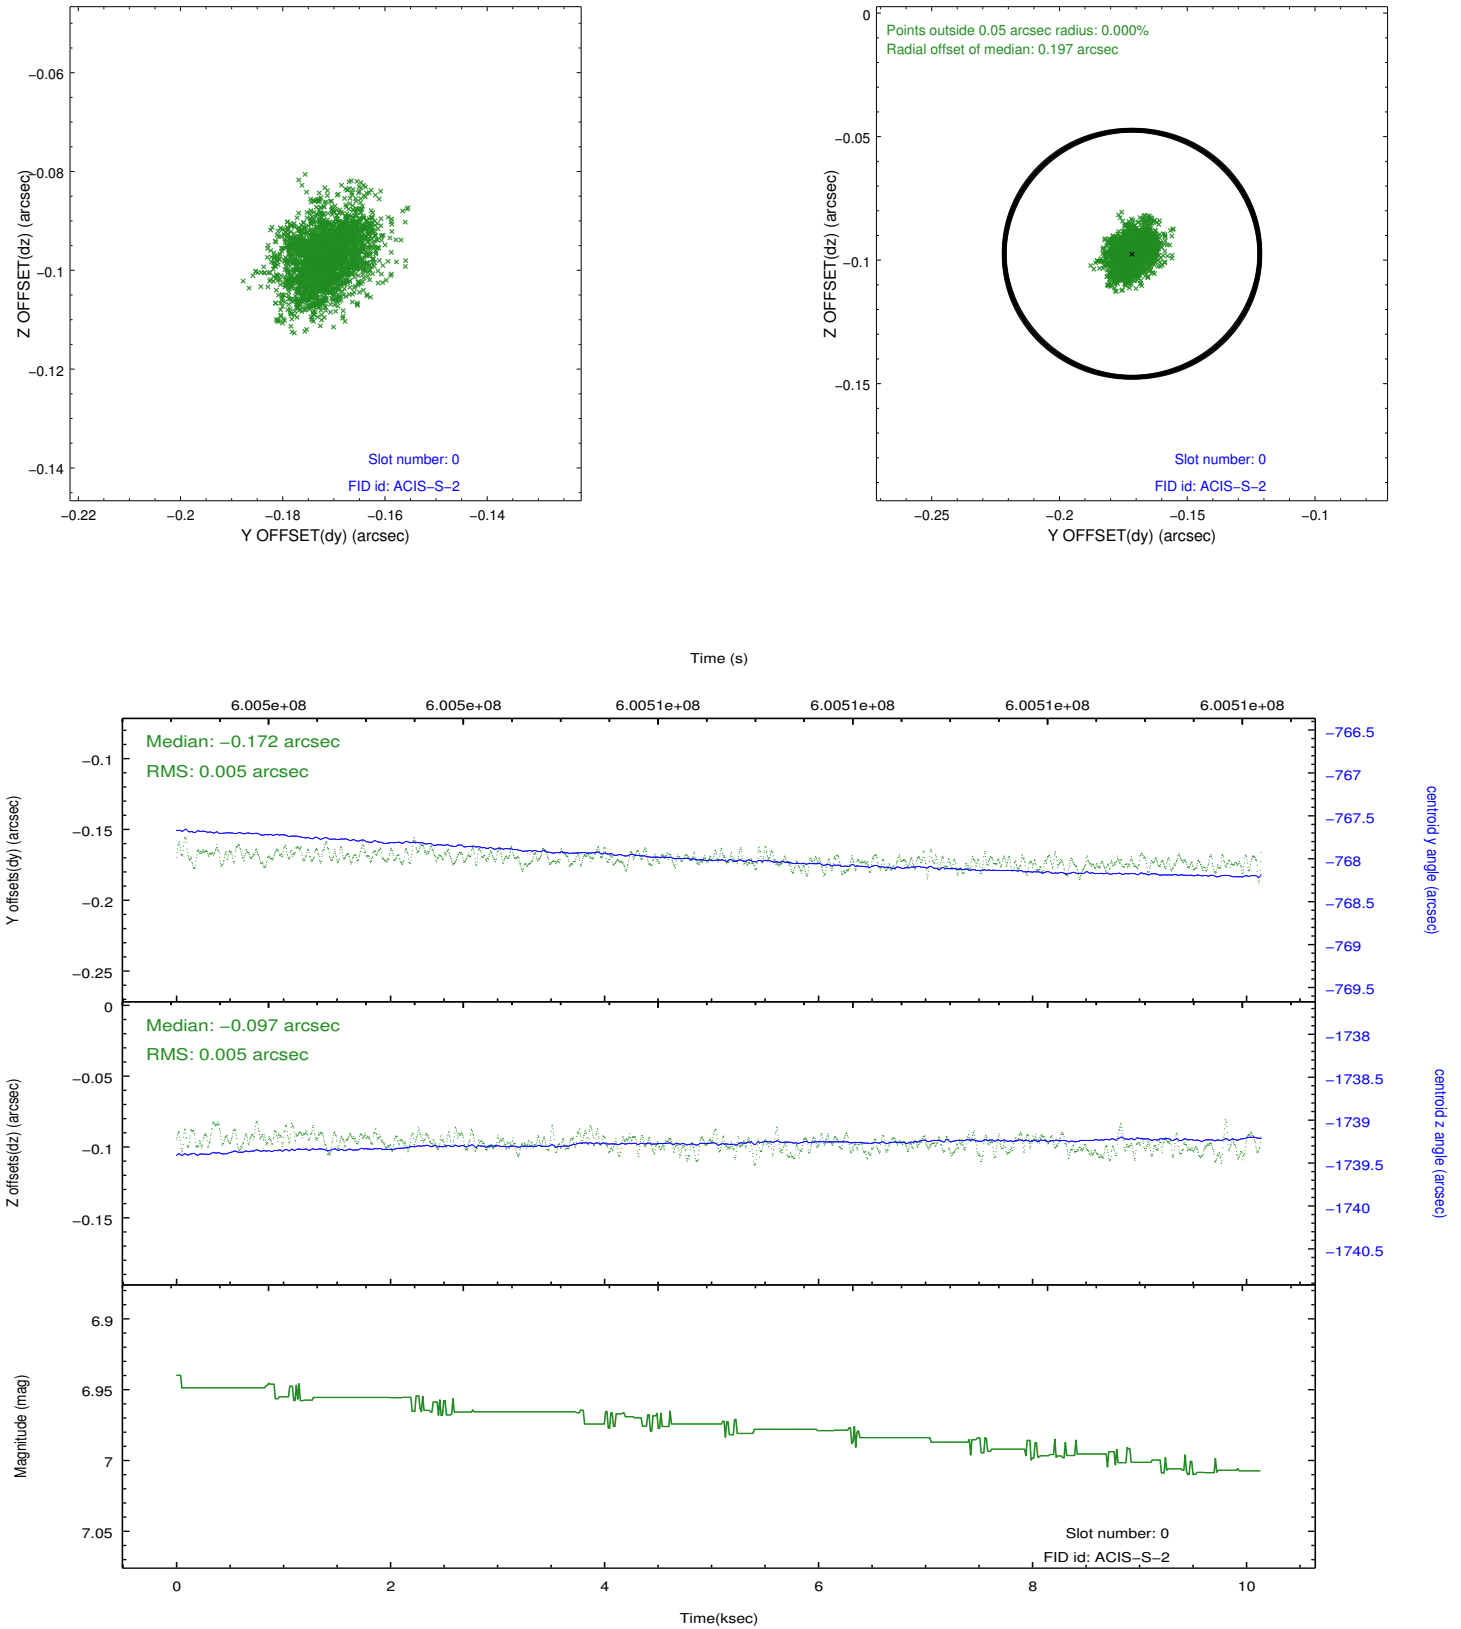 −0.06
−0.08
−0.1
−0.12
−0.14
Z OFFSET(dz) (arcsec)
Slot number: 0
FID id: ACIS−S−2
−0.22 −0.2 −0.18 −0.16 −0.14
Y OFFSET(dy) (arcsec)
Points outside 0.05 arcsec radius: 0.000%
Radial offset of median: 0.197 arcsec
0
−0.05
−0.1
−0.15
Z OFFSET(dz) (arcsec)
Slot number: 0
FID id: ACIS−S−2
−0.25 −0.2 −0.15 −0.1
Y OFFSET(dy) (arcsec)
Time (s)
6.005e+08 6.005e+08 6.0051e+08 6.0051e+08 6.0051e+08 6.0051e+08
Median: −0.172 arcsec
RMS: 0.005 arcsec
−0.1
−0.15
−0.2
−0.25
Y offsets(dy) (arcsec)
−766.5
−767
−767.5
−768
−768.5
−769
−769.5
centroid y angle (arcsec)
Median: −0.097 arcsec
RMS: 0.005 arcsec
0
−0.05
−0.1
−0.15
Z offsets(dz) (arcsec)
−1738
−1738.5
−1739
−1739.5
−1740
−1740.5
centroid z angle (arcsec)
6.9
6.95
7
7.05
Magnitude (mag)
Slot number: 0
FID id: ACIS−S−2
0 2 4 6 8 10
Time(ksec)